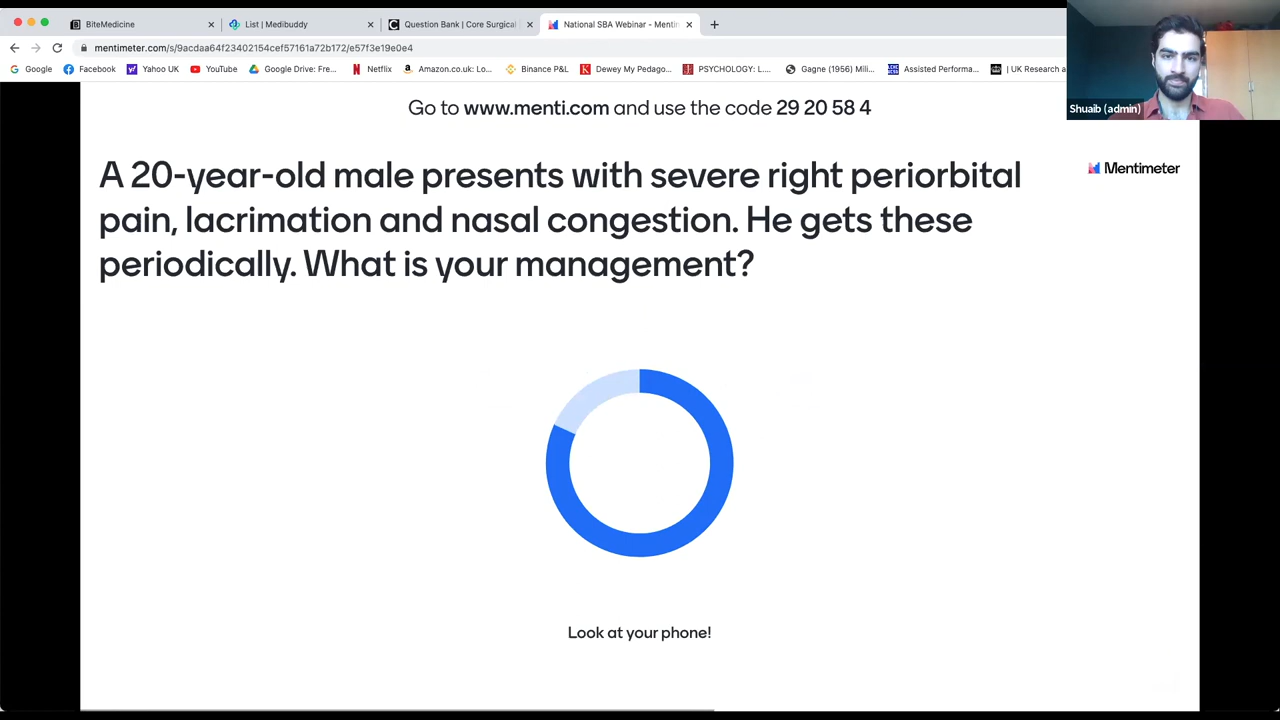 BiteMedicine
List | Medibuddy
Question Bank | Core Surgical
National SBA Webinar - Mentim
mentimeter.com/s/9acdaa64f23402154cef57161a72b172/e57f3e19e0e4
Google
Facebook
Yahoo UK
YouTube
Google Drive: Fre...
Netflix
Amazon.co.uk: Lo...
Binance P&L
Dewey My Pedago...
PSYCHOLOGY: L....
Gagne (1956) Mili...
Assisted Performa...
| UK Research a
Shuaib (admin)
Go to www.menti.com and use the code 29 20 58 4
Mentimeter
A 20-year-old male presents with severe right periorbital
pain, lacrimation and nasal congestion. He gets these
periodically. What is your management?
Look at your phone!